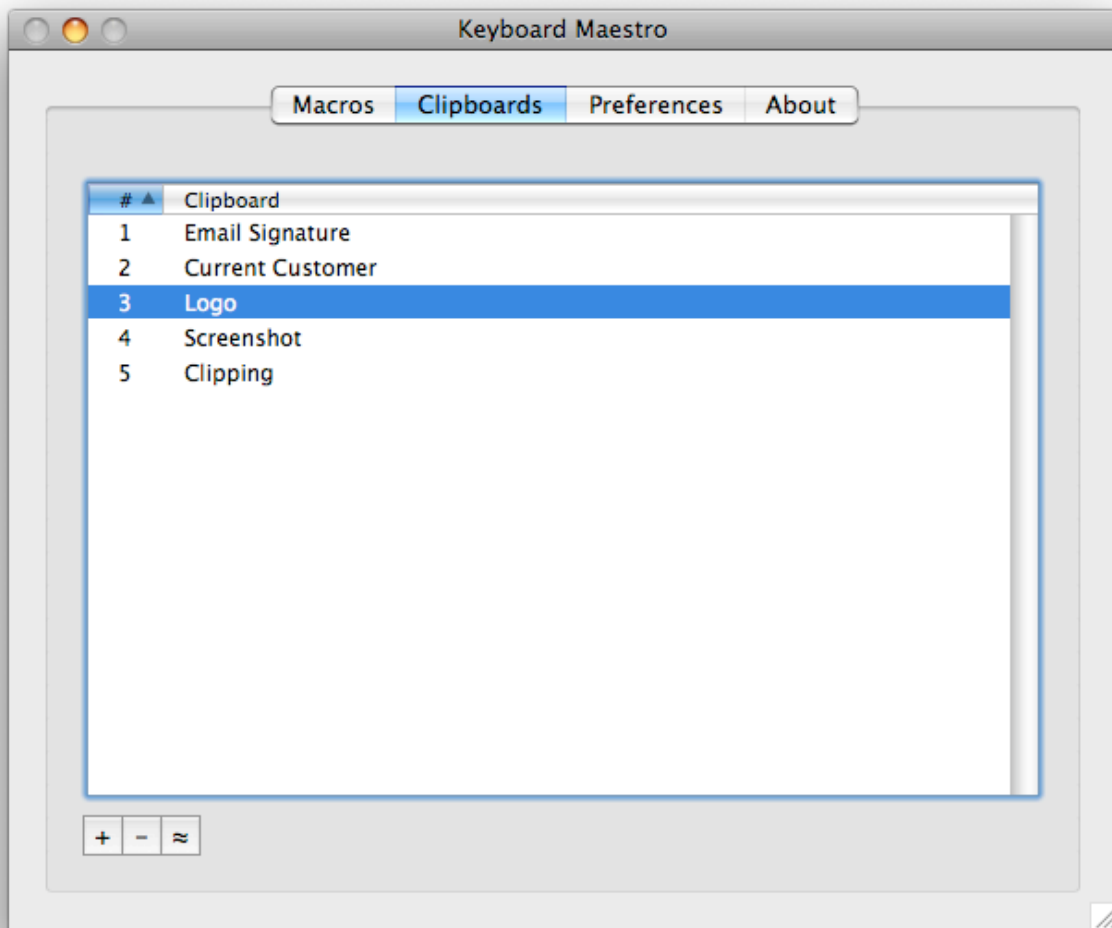 Keyboard Maestro
Macros Clipboards Preferences About
# Clipboard
1 Email Signature
2 Current Customer
3 Logo
4 Screenshot
5 Clipping
+ - ≈